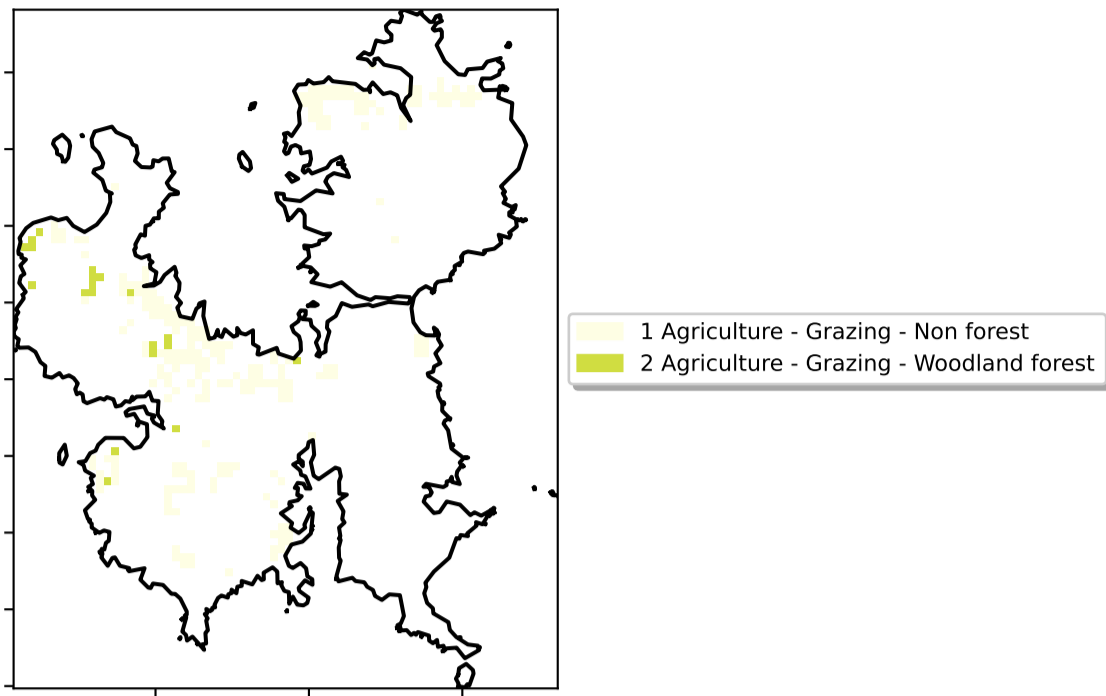 1 Agriculture - Grazing - Non forest
2 Agriculture - Grazing - Woodland forest